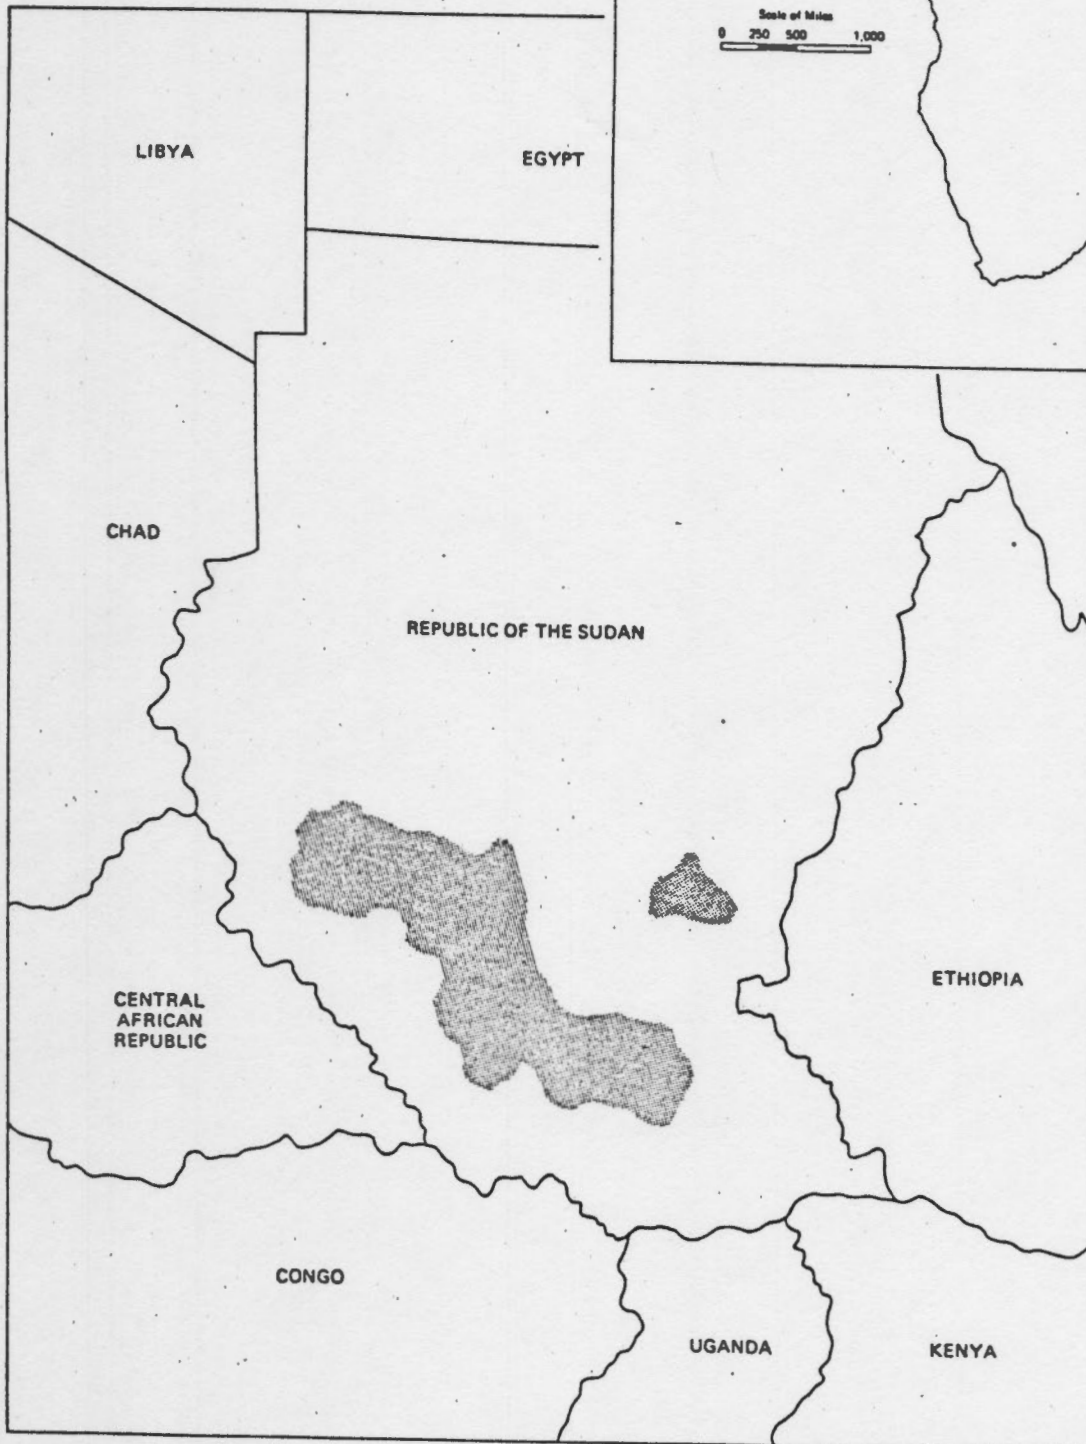 Scale of Miles
0 250 500 1,000
LIBYA
EGYPT
CHAD
REPUBLIC OF THE SUDAN
CENTRAL
AFRICAN
REPUBLIC
ETHIOPIA
CONGO
UGANDA
KENYA